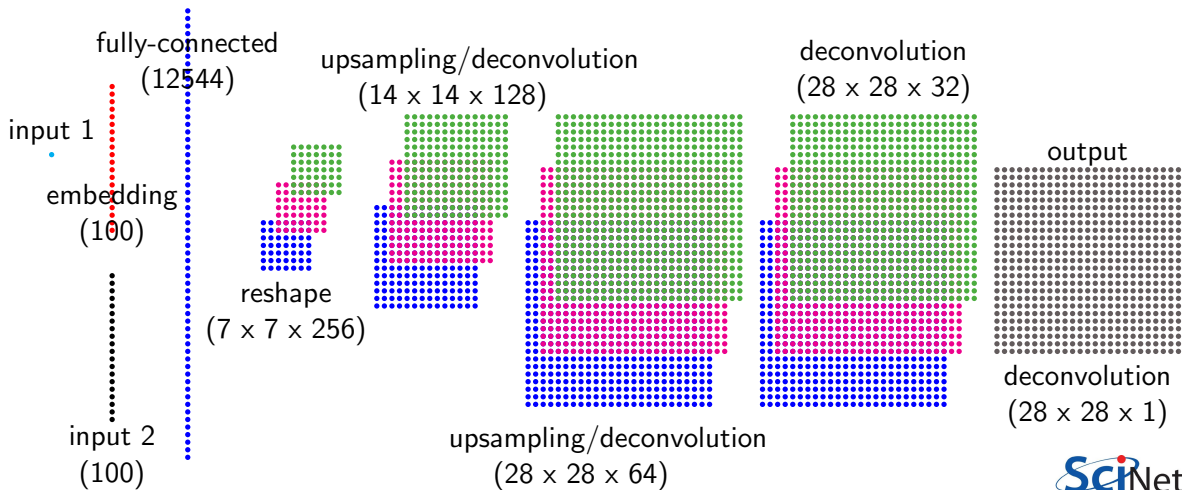 fully-connected
(12544)
input 1
embedding
(100)
input 2
(100)
reshape
(7 x 7 x 256)
upsampling/deconvolution
(14 x 14 x 128)
upsampling/deconvolution
(28 x 28 x 64)
deconvolution
(28 x 28 x 32)
output
deconvolution
(28 x 28 x 1)
SciNet